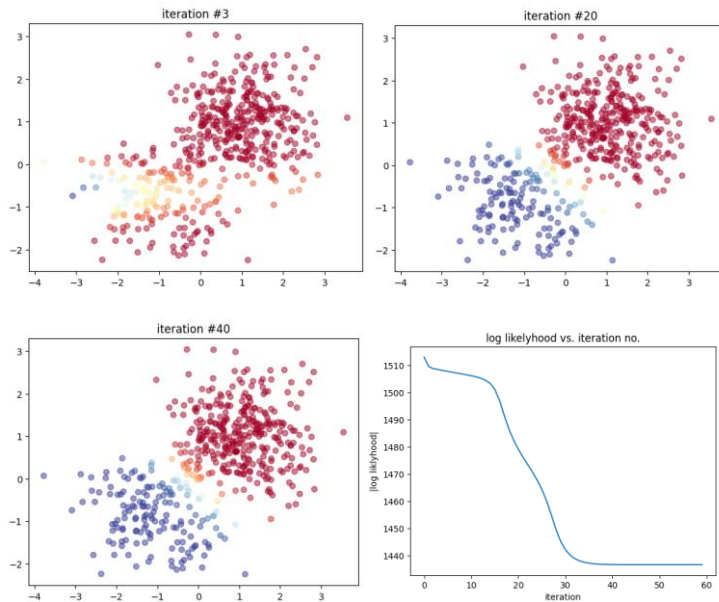 iteration #3
3
2
1
0
−1
−2
−4 −3 −2 −1 0 1 2 3
iteration #20
3
2
1
0
−1
−2
−4 −3 −2 −1 0 1 2 3
iteration #40
3
2
1
0
−1
−2
−4 −3 −2 −1 0 1 2 3
log likelyhood vs. iteration no.
|log liklyhood|
1510
1500
1490
1480
1470
1460
1450
1440
0 10 20 30 40 50 60
iteration